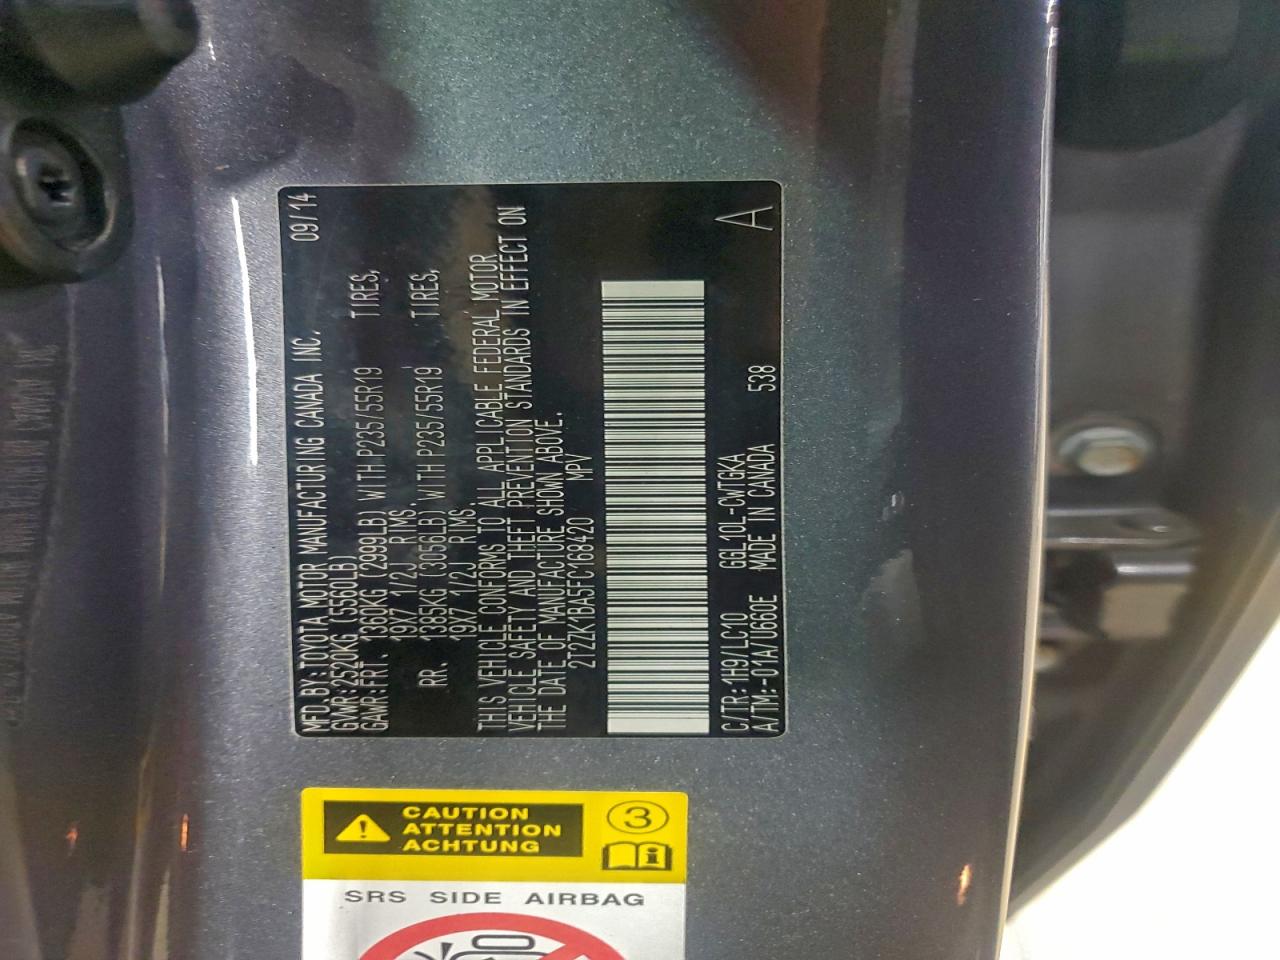 MFD.BY:TOYOTA MOTOR MANUFACTURING CANADA INC. 09/14
GVWR:2520KG (5560LB)
GAWR:FRT. 1360KG (2999LB) WITH P235/55R19 TIRES,
19X7 1/2J RIMS,
RR. 1385KG (3056LB) WITH P235/55R19 TIRES,
19X7 1/2J RIMS.
THIS VEHICLE CONFORMS TO ALL APPLICABLE FEDERAL MOTOR
VEHICLE SAFETY AND THEFT PREVENTION STANDARDS IN EFFECT ON
THE DATE OF MANUFACTURE SHOWN ABOVE.
2T2ZK1BA5FC168420 MPV
C/TR:1H9/LC10 GGL10L-CWTGKA
A/TM:-01A/U660E MADE IN CANADA 538 A
CAUTION
ATTENTION
ACHTUNG
3
i
SRS SIDE AIRBAG